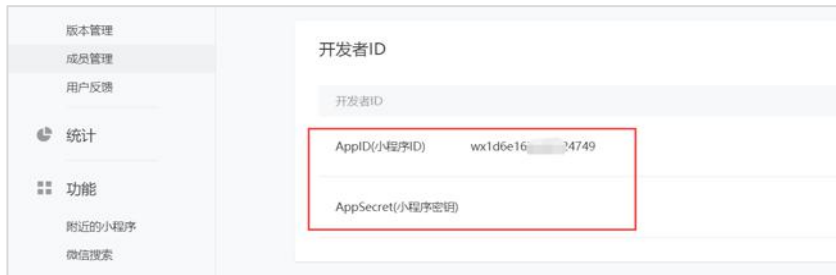 版本管理
成员管理
用户反馈
统计
功能
附近的小程序
微信搜索
开发者ID
开发者ID
AppID(小程序ID) wx1d6e16 24749
AppSecret(小程序密钥)